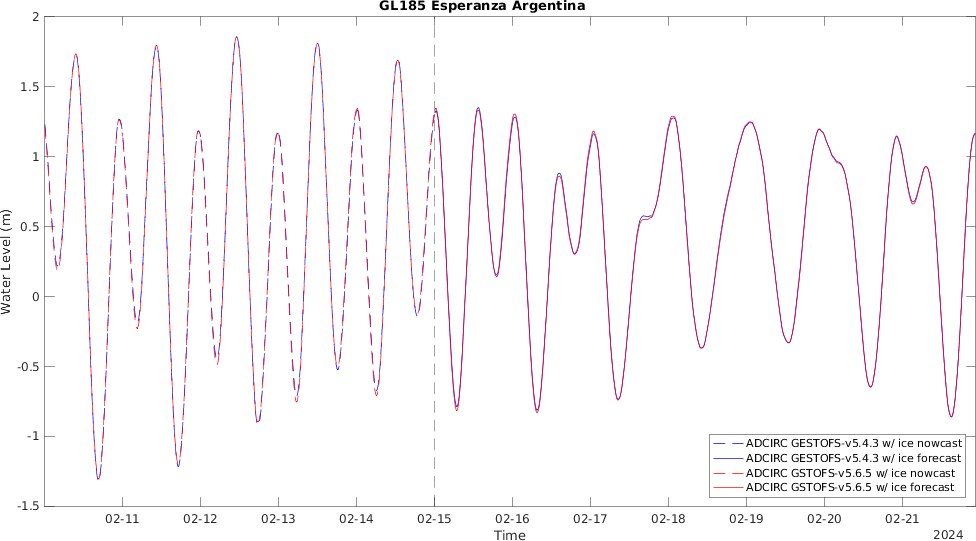 GL185 Esperanza Argentina
Water Level (m)
2
1.5
1
0.5
0
-0.5
-1
-1.5
ADCIRC GESTOFS-v5.4.3 w/ ice nowcast
ADCIRC GESTOFS-v5.4.3 w/ ice forecast
ADCIRC GSTOFS-v5.6.5 w/ ice nowcast
ADCIRC GSTOFS-v5.6.5 w/ ice forecast
02-11 02-12 02-13 02-14 02-15 02-16 02-17 02-18 02-19 02-20 02-21
Time
2024